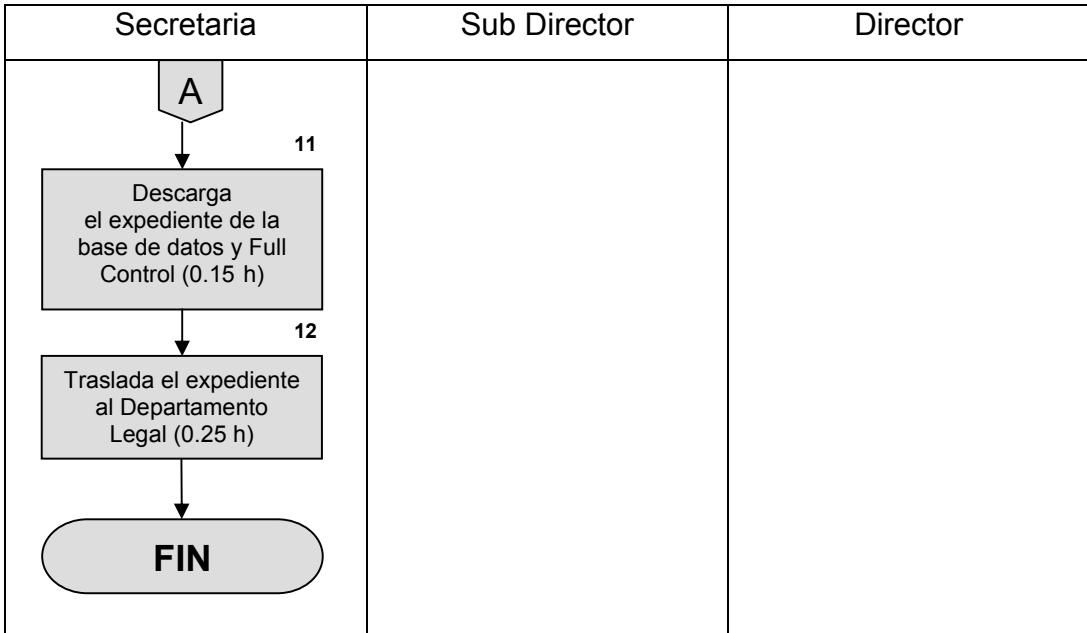 Secretaria
Sub Director
Director
A
11
Descarga
el expediente de la
base de datos y Full
Control (0.15 h)
12
Traslada el expediente
al Departamento
Legal (0.25 h)
FIN